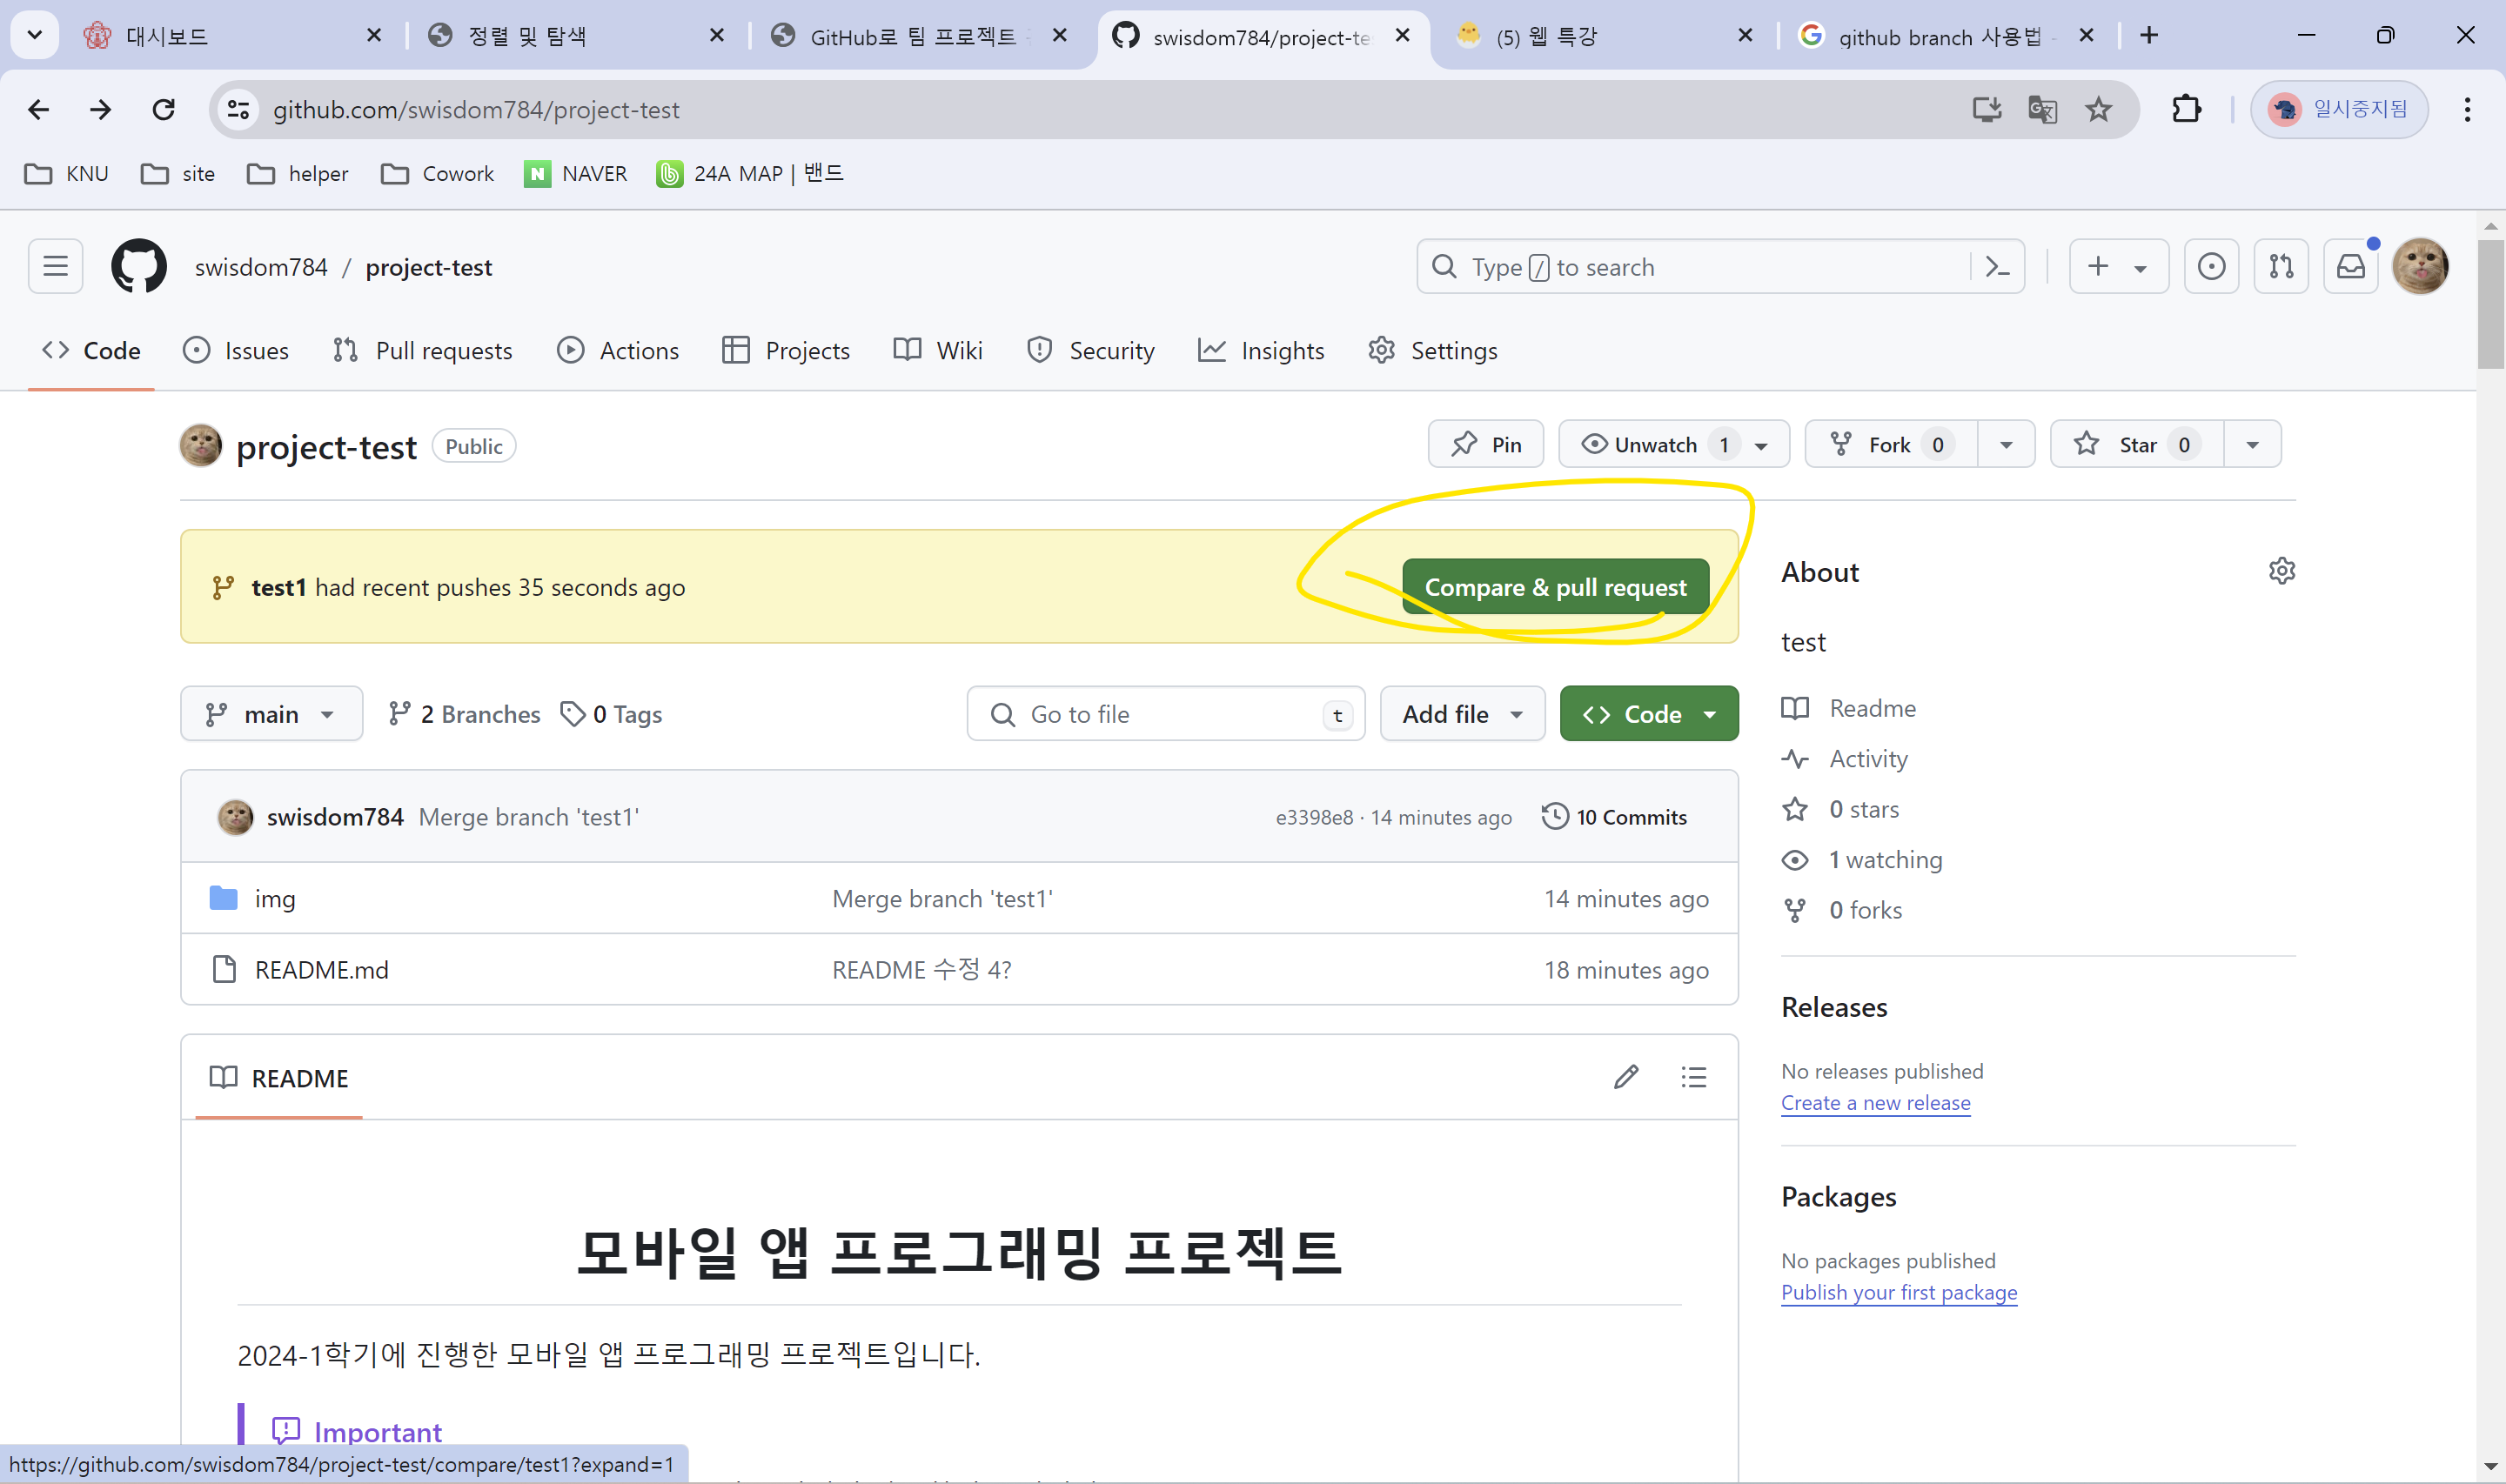 대시보드
정렬 및 탐색
GitHub로 팀 프로젝트
swisdom784/project-te
(5) 웹 특강
github branch 사용법 -
github.com/swisdom784/project-test
일시중지됨
KNU
site
helper
Cowork
N NAVER
24A MAP | 밴드
swisdom784 / project-test
Type / to search
Code
Issues
Pull requests
Actions
Projects
Wiki
Security
Insights
Settings
project-test
Public
Pin
Unwatch 1
Fork 0
Star 0
test1 had recent pushes 35 seconds ago
Compare & pull request
main
2 Branches
0 Tags
Go to file
t
Add file
Code
swisdom784 Merge branch 'test1'
e3398e8 · 14 minutes ago
10 Commits
img
Merge branch 'test1'
14 minutes ago
README.md
README 수정 4?
18 minutes ago
README
모바일 앱 프로그래밍 프로젝트
2024-1학기에 진행한 모바일 앱 프로그래밍 프로젝트입니다.
Important
About
test
Readme
Activity
0 stars
1 watching
0 forks
Releases
No releases published
Create a new release
Packages
No packages published
Publish your first package
https://github.com/swisdom784/project-test/compare/test1?expand=1